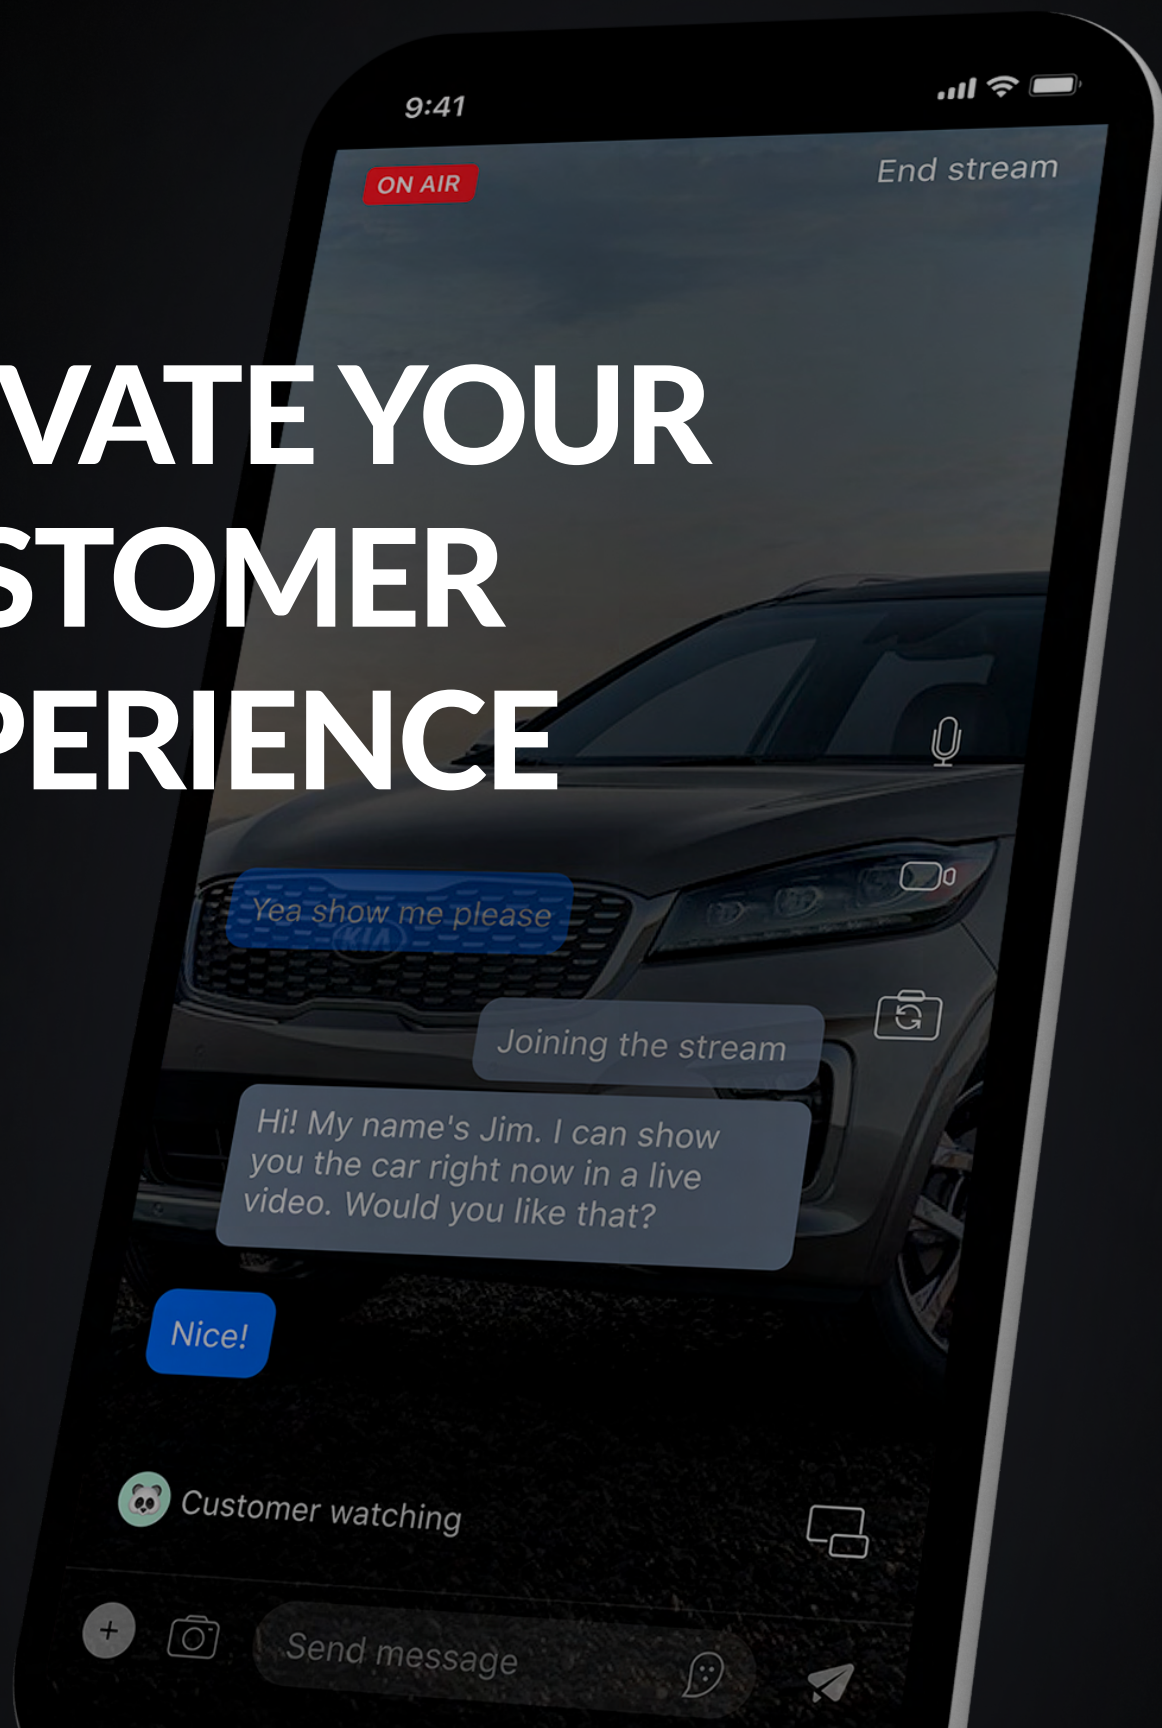 9:41
ON AIR
End stream
VATE YOUR
STOMER
PERIENCE
Yea show me please
KIA
Joining the stream
Hi! My name's Jim. I can show
you the car right now in a live
video. Would you like that?
Nice!
Customer watching
Send message